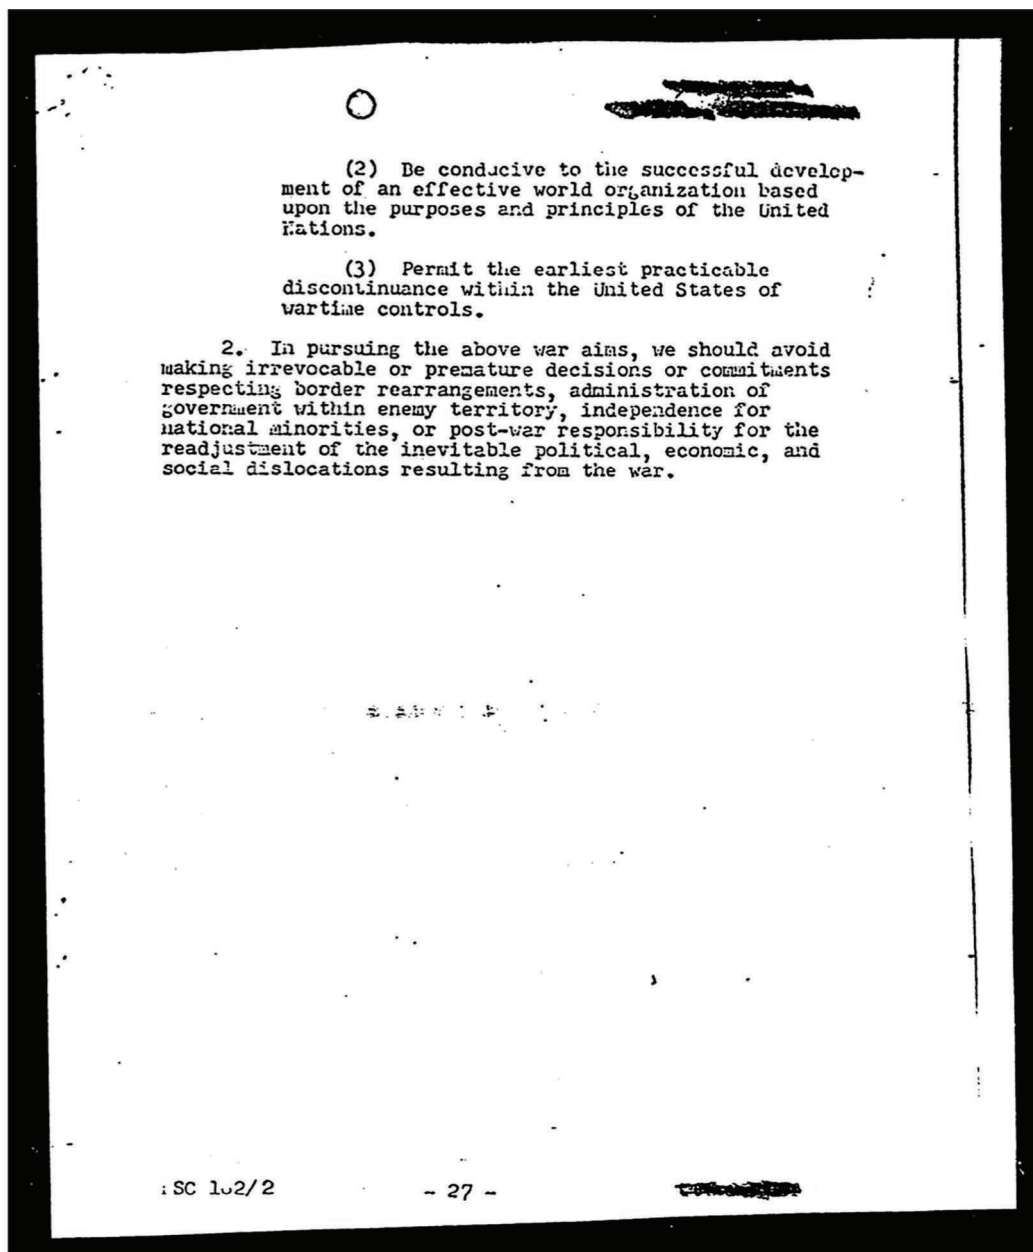 (2) Be conducive to the successful develop-
ment of an effective world organization based
upon the purposes and principles of the United
Nations.
(3) Permit the earliest practicable
discontinuance within the United States of
wartime controls.
2. In pursuing the above war aims, we should avoid
making irrevocable or premature decisions or commitments
respecting border rearrangements, administration of
government within enemy territory, independence for
national minorities, or post-war responsibility for the
readjustment of the inevitable political, economic, and
social dislocations resulting from the war.
SC
- 27 -